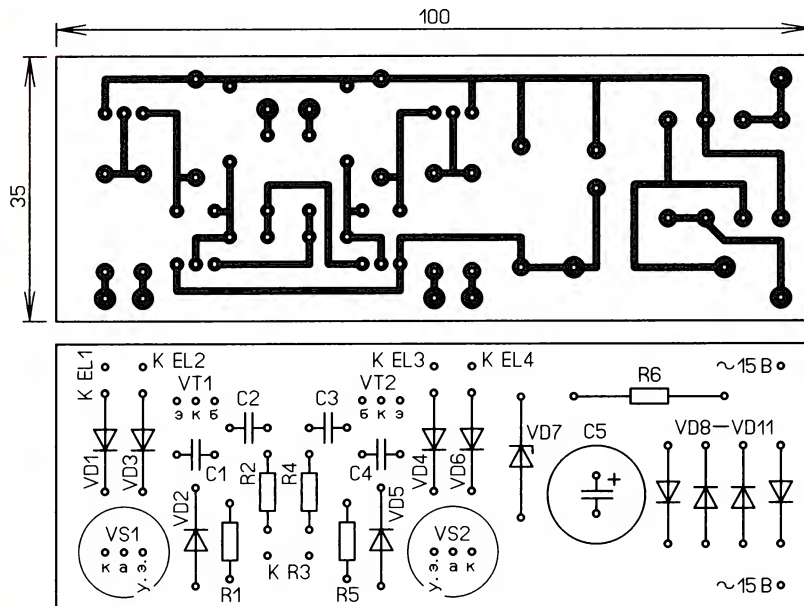 100
35
K EL1
K EL2
K EL3
K EL4
~15 В
VT1
VT2
э к б
б к э
C2
C3
R6
VD1
VD3
C1
R2
R4
C4
VD4
VD6
VD7
C5
+
VD8–VD11
VD2
VD5
VS1
к а у.э.
R1
К R3
R5
VS2
у.э. а к
~15 В